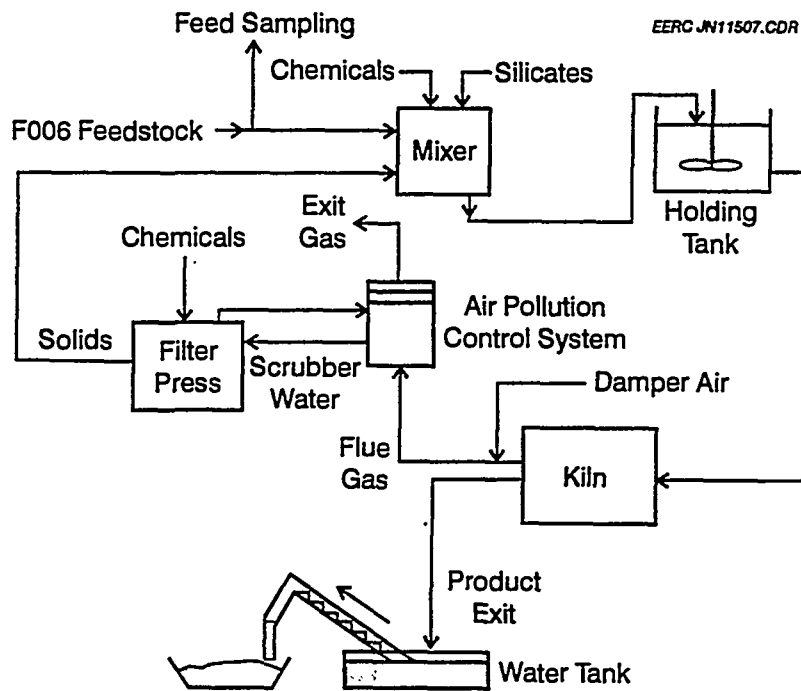 Feed Sampling
EERC JN11507.CDR
Chemicals
Silicates
F006 Feedstock
Mixer
Exit
Gas
Holding
Tank
Chemicals
Air Pollution
Control System
Solids
Filter
Press
Scrubber
Water
Damper Air
Flue
Gas
Kiln
Product
Exit
Water Tank